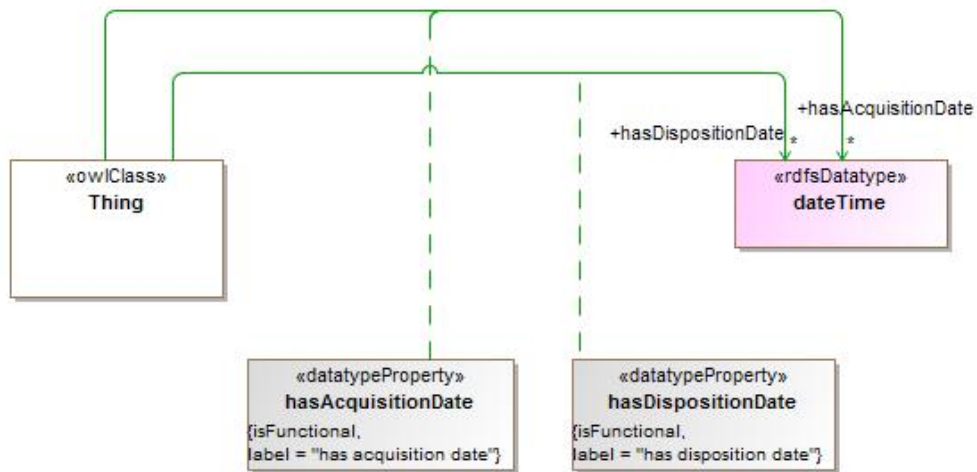 +hasAcquisitionDate
+hasDispositionDate
*
*
«owlClass»
Thing
«rdfsDatatype»
dateTime
«datatypeProperty»
hasAcquisitionDate
{isFunctional,
label = "has acquisition date"}
«datatypeProperty»
hasDispositionDate
{isFunctional,
label = "has disposition date"}